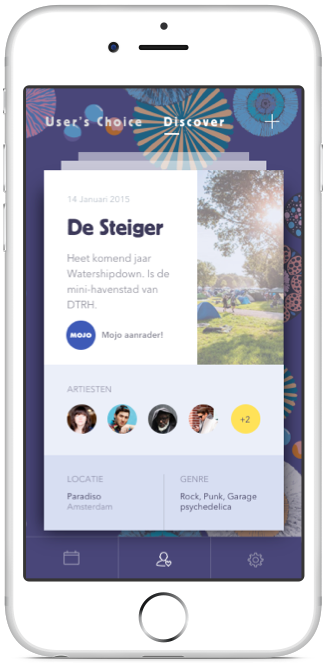 User's Choice Discover
14 Januari 2015
De Steiger
Heet komend jaar
Watershipdown. Is de
mini-havenstad van
DTRH.
MOJO Mojo aanrader!
ARTIESTEN
+2
LOCATIE GENRE
Paradiso Rock, Punk, Garage
Amsterdam psychedelica